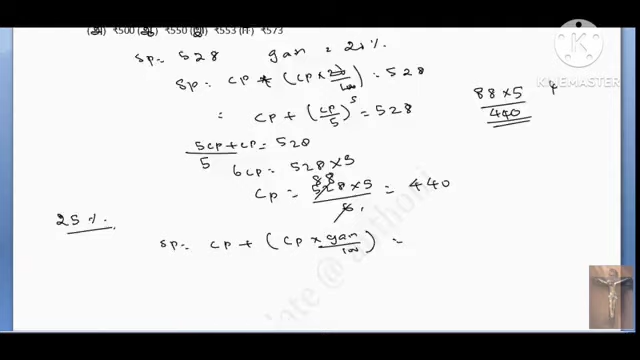 (அ) ₹500 (ஆ) ₹550 (இ) ₹553 (ஈ) ₹573
SP = 528 gain = 20 %
SP = CP + (CP × 20/100) = 528
= CP + (CP/5) = 528
5CP + CP / 5 = 528
6CP = 528 × 5
CP = 528 × 5 / 6 = 440
88
88 × 5
440
25 %
SP = CP + (CP × gain/100) =
KINEMASTER